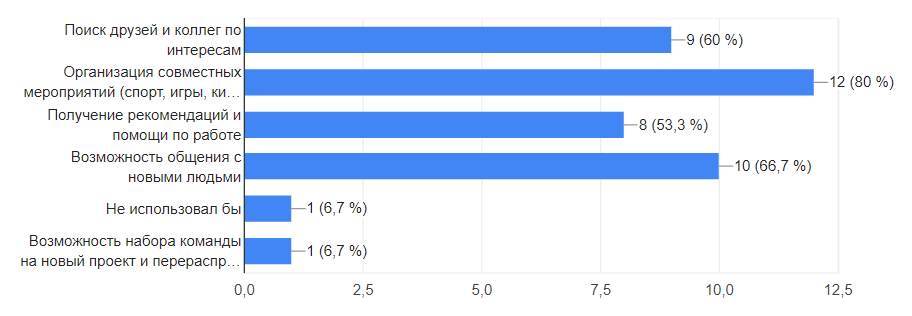 Поиск друзей и коллег по
интересам
9 (60 %)
Организация совместных
мероприятий (спорт, игры, ки…
12 (80 %)
Получение рекомендаций и
помощи по работе
8 (53,3 %)
Возможность общения с
новыми людьми
10 (66,7 %)
Не использовал бы
1 (6,7 %)
Возможность набора команды
на новый проект и перераспр…
1 (6,7 %)
0,0 2,5 5,0 7,5 10,0 12,5